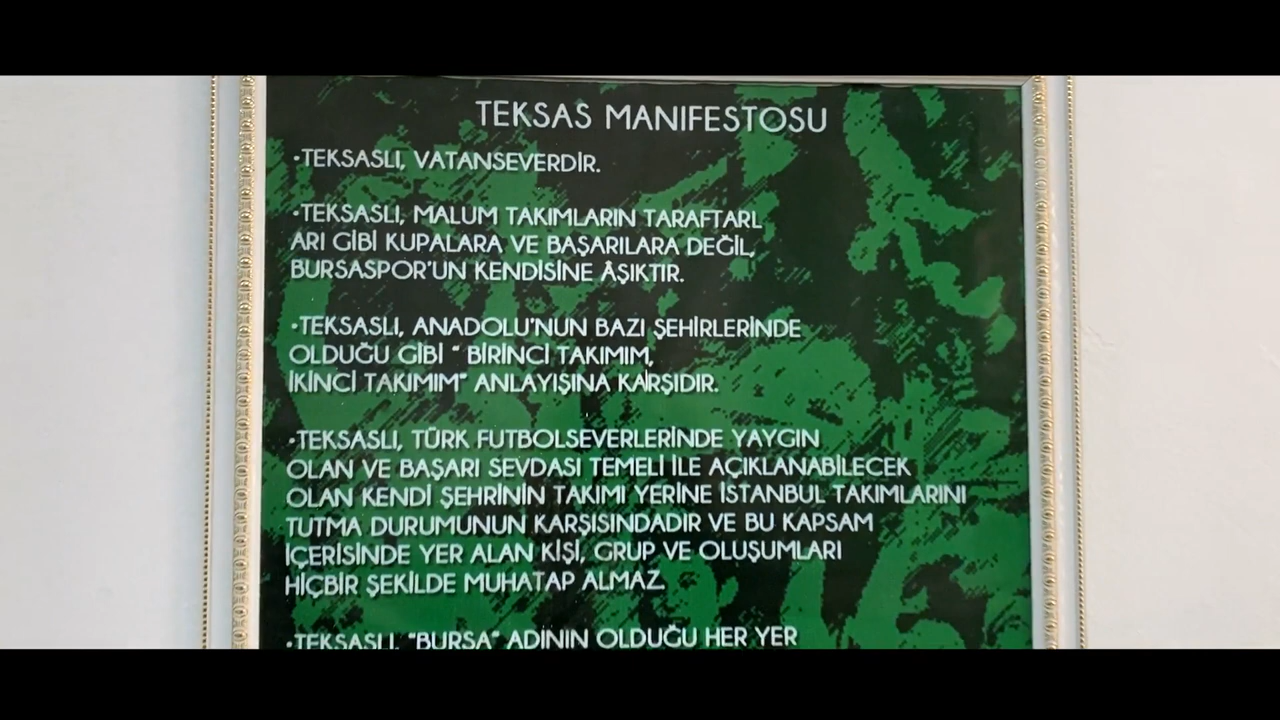 TEKSAS MANIFESTOSU
•TEKSASLI, VATANSEVERDİR.
•TEKSASLI, MALUM TAKIMLARIN TARAFTARL
ARI GİBİ KUPALARA VE BAŞARILARA DEĞİL,
BURSASPOR'UN KENDİSİNE ÂŞIKTIR.
•TEKSASLI, ANADOLU'NUN BAZI ŞEHİRLERİNDE
OLDUĞU GİBİ " BİRİNCİ TAKIMIM,
İKİNCİ TAKIMIM" ANLAYIŞINA KARŞIDIR.
•TEKSASLI, TÜRK FUTBOLSEVERLERİNDE YAYGIN
OLAN VE BAŞARI SEVDASI TEMELİ İLE AÇIKLANABİLECEK
OLAN KENDİ ŞEHRİNİN TAKIMI YERİNE İSTANBUL TAKIMLARINI
TUTMA DURUMUNUN KARŞISINDADIR VE BU KAPSAM
İÇERİSİNDE YER ALAN KİŞİ, GRUP VE OLUŞUMLARI
HİÇBİR ŞEKİLDE MUHATAP ALMAZ.
•TEKSASLI, "BURSA" ADININ OLDUĞU HER YER